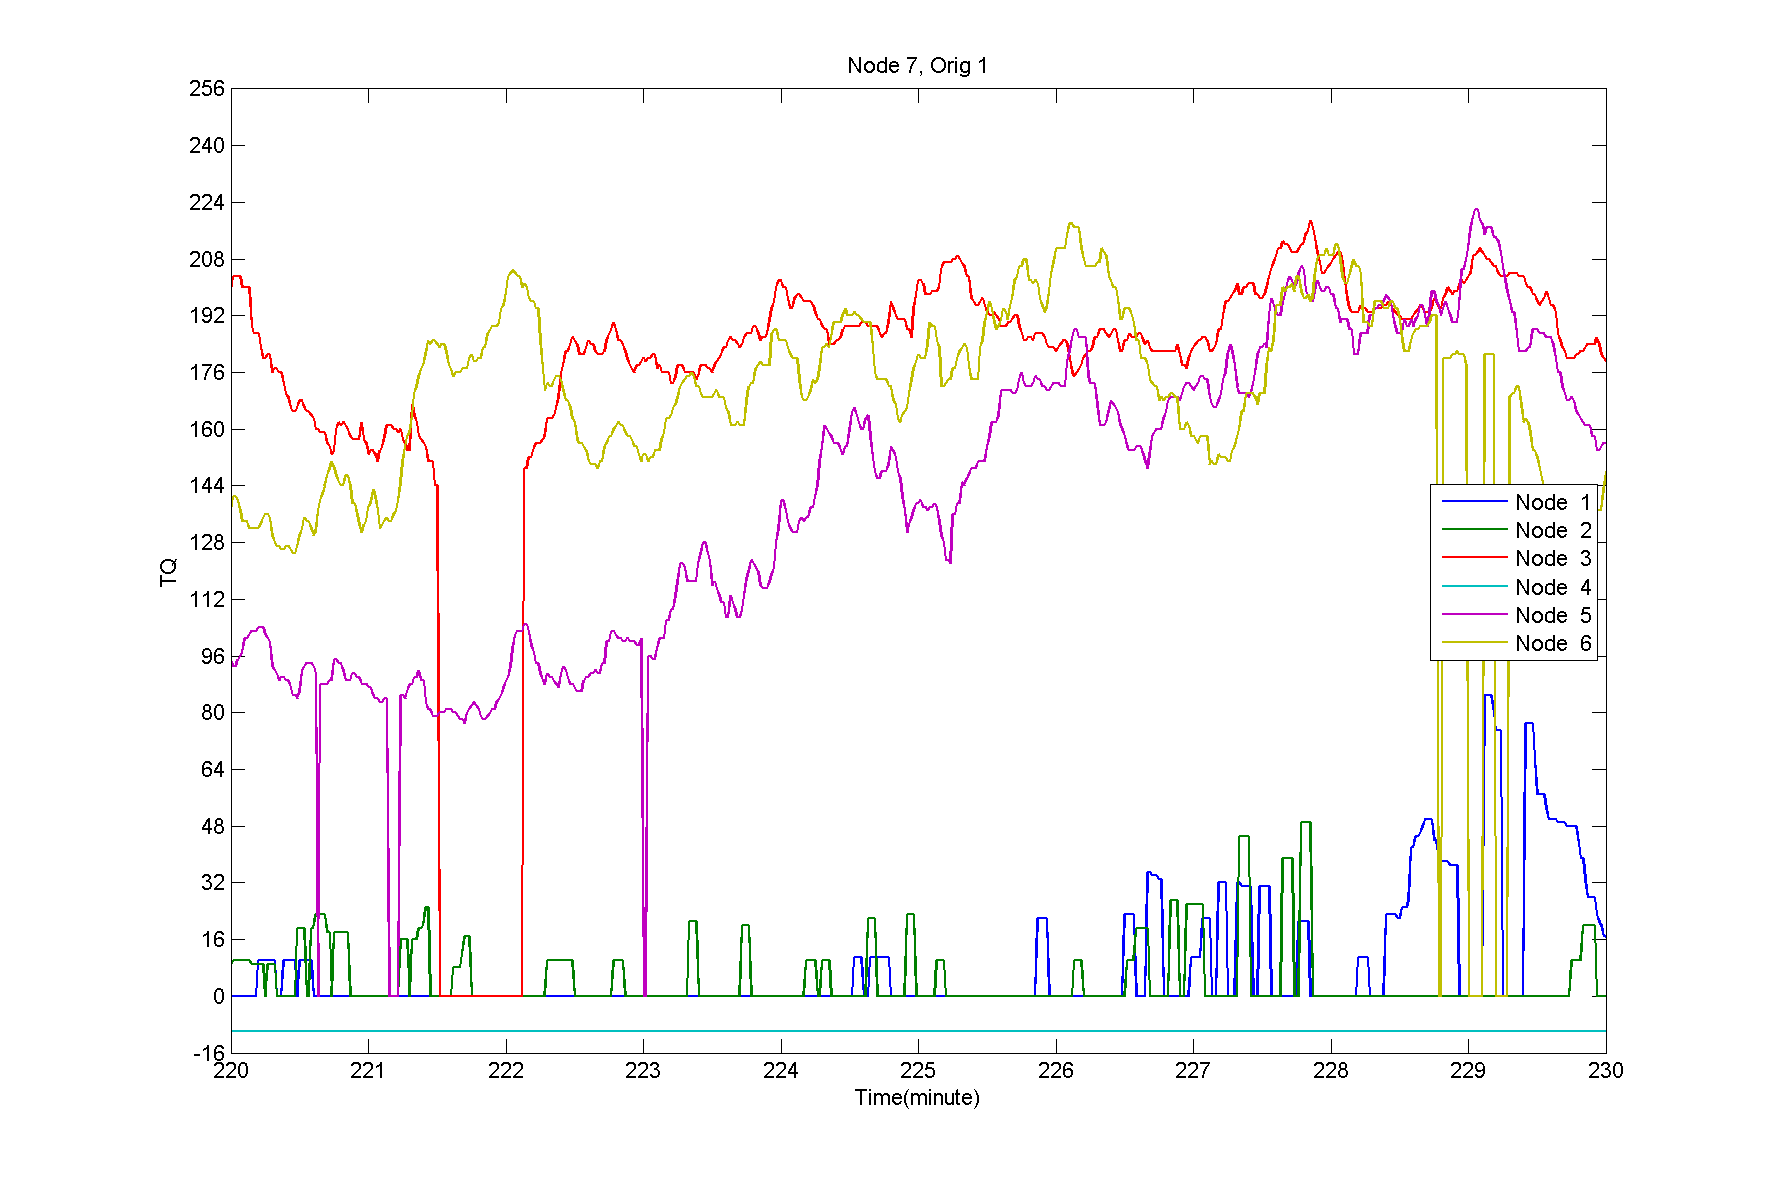 Node 7, Orig 1
256
240
224
208
192
176
160
144
128
112
96
80
64
48
32
16
0
-16
TQ
Node 1
Node 2
Node 3
Node 4
Node 5
Node 6
220 221 222 223 224 225 226 227 228 229 230
Time(minute)